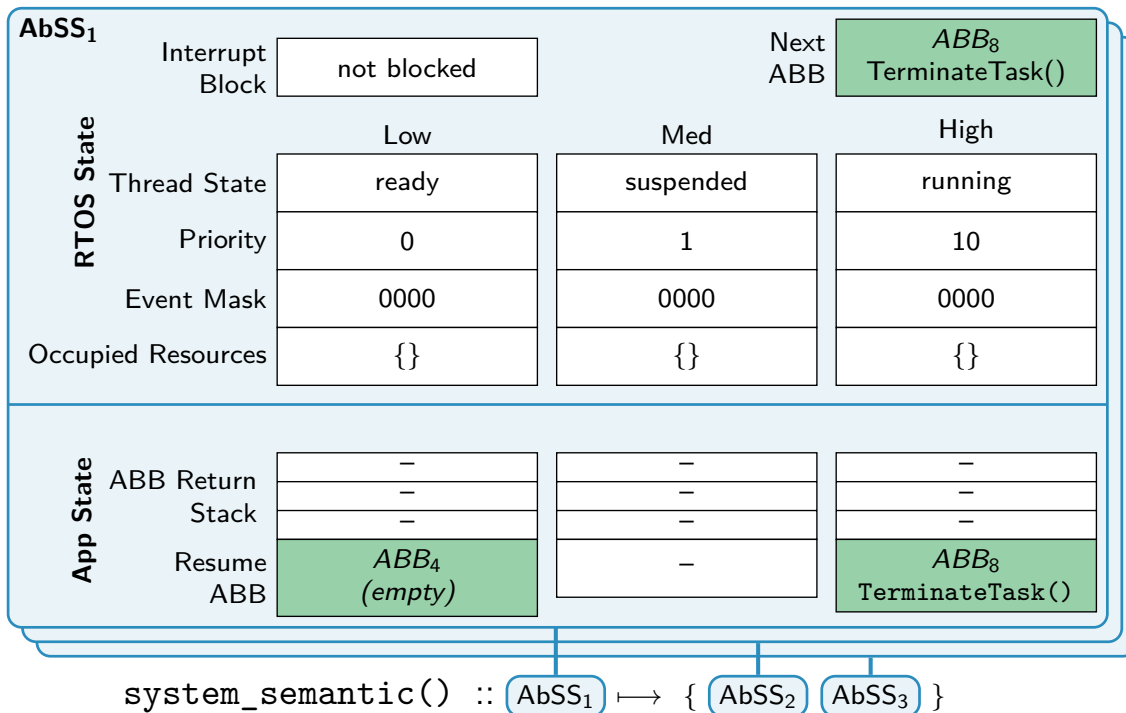 AbSS₁
Interrupt Block
not blocked
Next ABB
ABB₈
TerminateTask()
RTOS State
Low Med High
Thread State ready suspended running
Priority 0 1 10
Event Mask 0000 0000 0000
Occupied Resources {} {} {}
App State
ABB Return Stack
– – –
– – –
– – –
Resume ABB
ABB₄
(empty)
–
ABB₈
TerminateTask()
system_semantic() :: AbSS₁ ⟼ { AbSS₂ AbSS₃ }